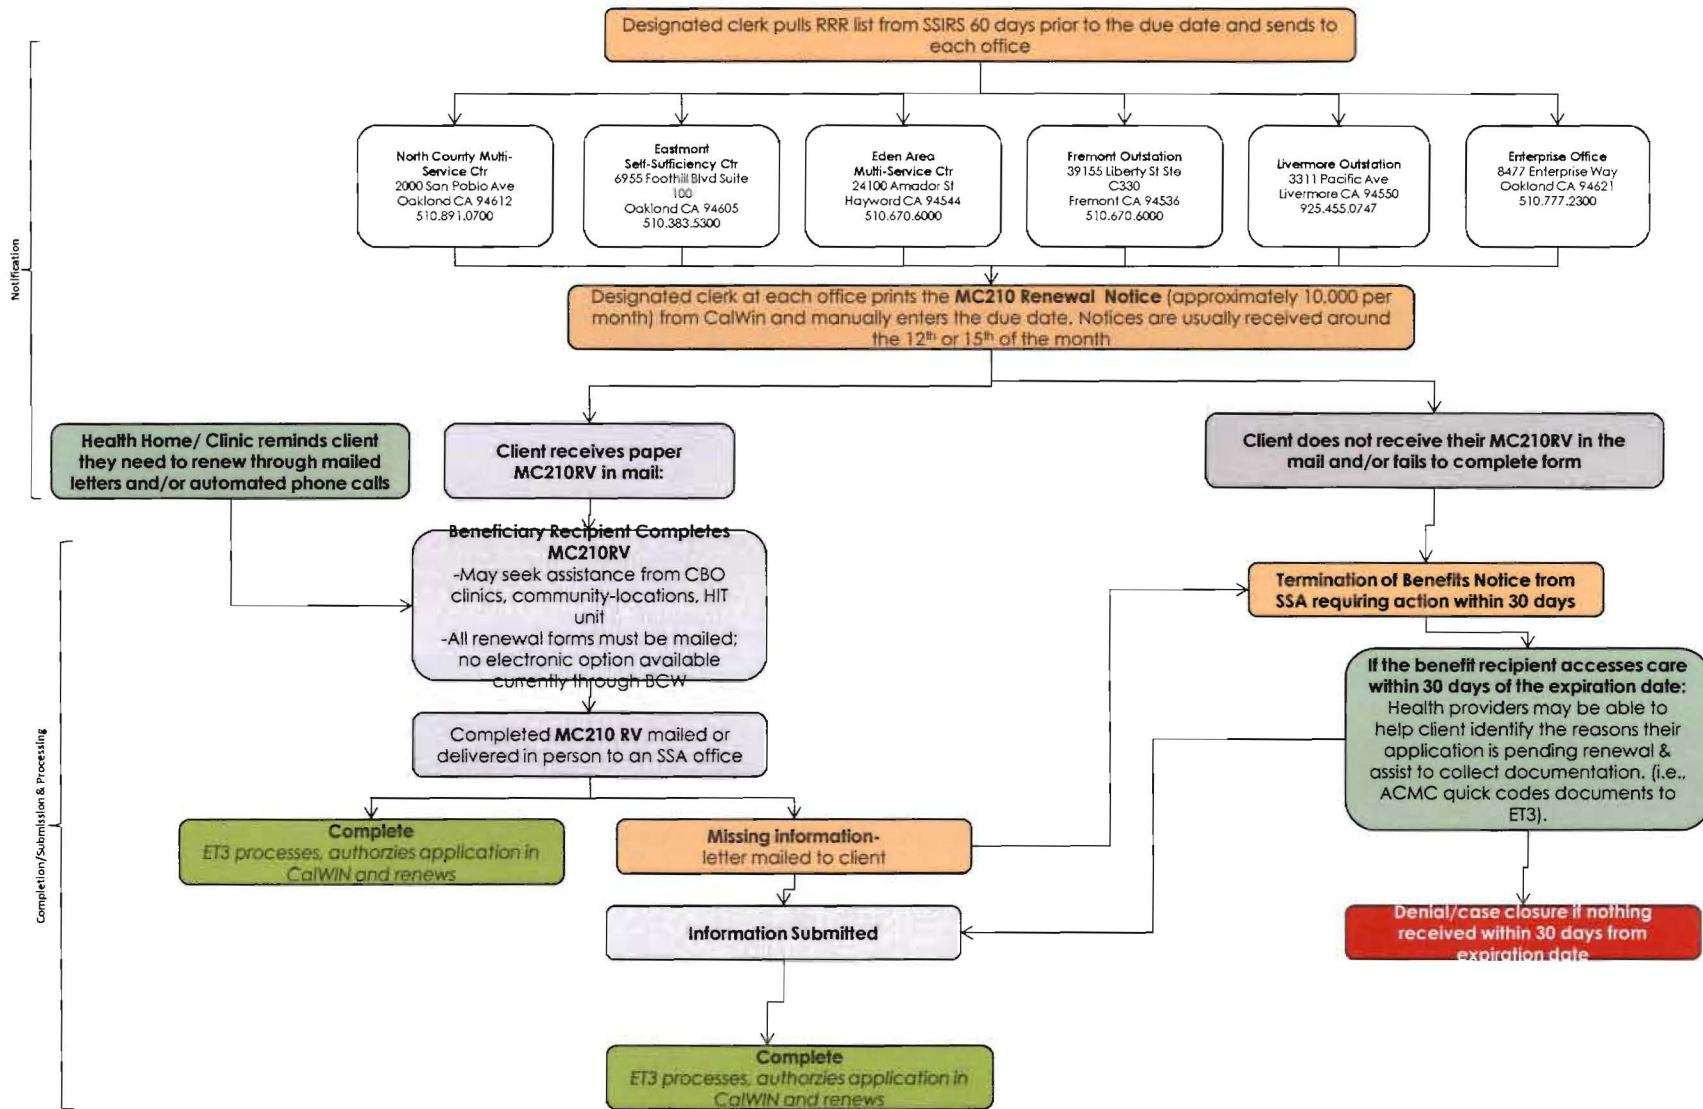 Designated clerk pulls RRR list from SSIRS 60 days prior to the due date and sends to
each office
North County Multi-
Service Ctr
2000 San Pablo Ave
Oakland CA 94612
510.891.0700
Eastmont
Self-Sufficiency Ctr
6955 Foothill Blvd Suite
100
Oakland CA 94605
510.383.5300
Eden Area
Multi-Service Ctr
24100 Amador St
Hayword CA 94544
510.670.6000
Fremont Outstation
39155 Liberty St Ste
C330
Fremont CA 94536
510.670.6000
Livermore Outstation
3311 Pacific Ave
Livermore CA 94550
925.455.0747
Enterprise Office
8477 Enterprise Way
Oakland CA 94621
510.777.2300
Notification
Designated clerk at each office prints the MC210 Renewal Notice (approximately 10,000 per
month) from CalWin and manually enters the due date. Notices are usually received around
the 12th or 15th of the month
Health Home/ Clinic reminds client
they need to renew through mailed
letters and/or automated phone calls
Client receives paper
MC210RV in mail:
Client does not receive their MC210RV in the
mail and/or fails to complete form
Beneficiary Recipient Completes
MC210RV
-May seek assistance from CBO
clinics, community-locations, HIT
unit
-All renewal forms must be mailed;
no electronic option available
currently through BCW
Termination of Benefits Notice from
SSA requiring action within 30 days
If the benefit recipient accesses care
within 30 days of the expiration date:
Health providers may be able to
help client identify the reasons their
application is pending renewal &
assist to collect documentation. (i.e.,
ACMC quick codes documents to
ET3).
Completed MC210 RV mailed or
delivered in person to an SSA office
Completion/Submission & Processing
Complete
ET3 processes, authorzies application in
CalWIN and renews
Missing information-
letter mailed to client
Information Submitted
Denial/case closure if nothing
received within 30 days from
expiration date
Complete
ET3 processes, authorzies application in
CalWIN and renews